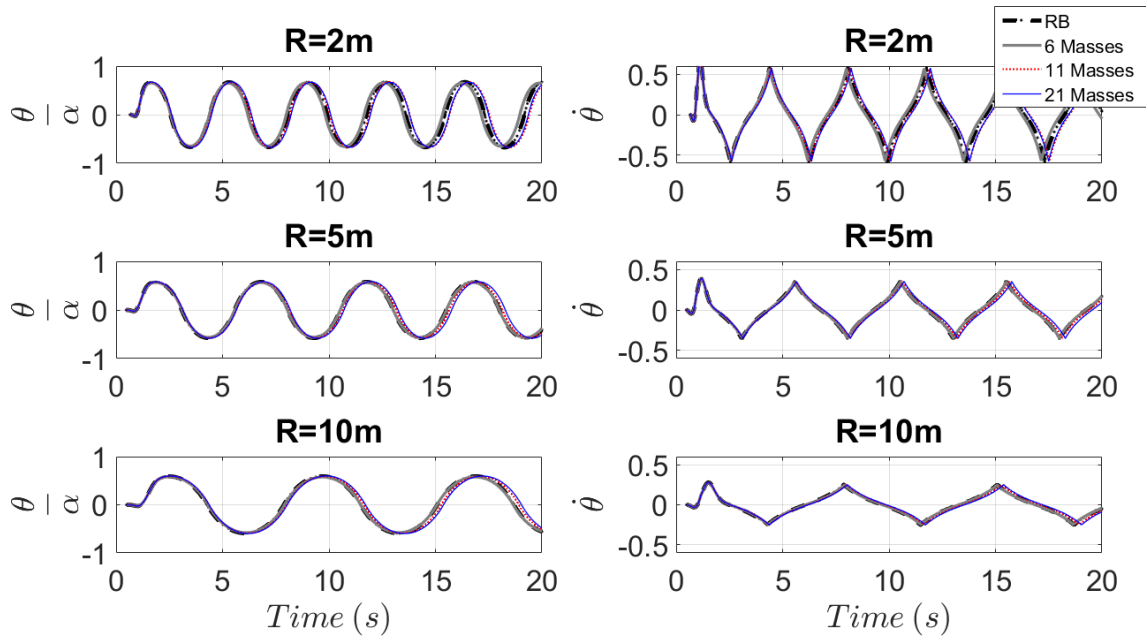 R=2m
1
0
-1
θ
α
0 5 10 15 20
R=2m
0.5
0
-0.5
θ̇
0 5 10 15 20
RB
6 Masses
11 Masses
21 Masses
R=5m
1
0
-1
θ
α
0 5 10 15 20
R=5m
0.5
0
-0.5
θ̇
0 5 10 15 20
R=10m
1
0
-1
θ
α
0 5 10 15 20
Time (s)
R=10m
0.5
0
-0.5
θ̇
0 5 10 15 20
Time (s)